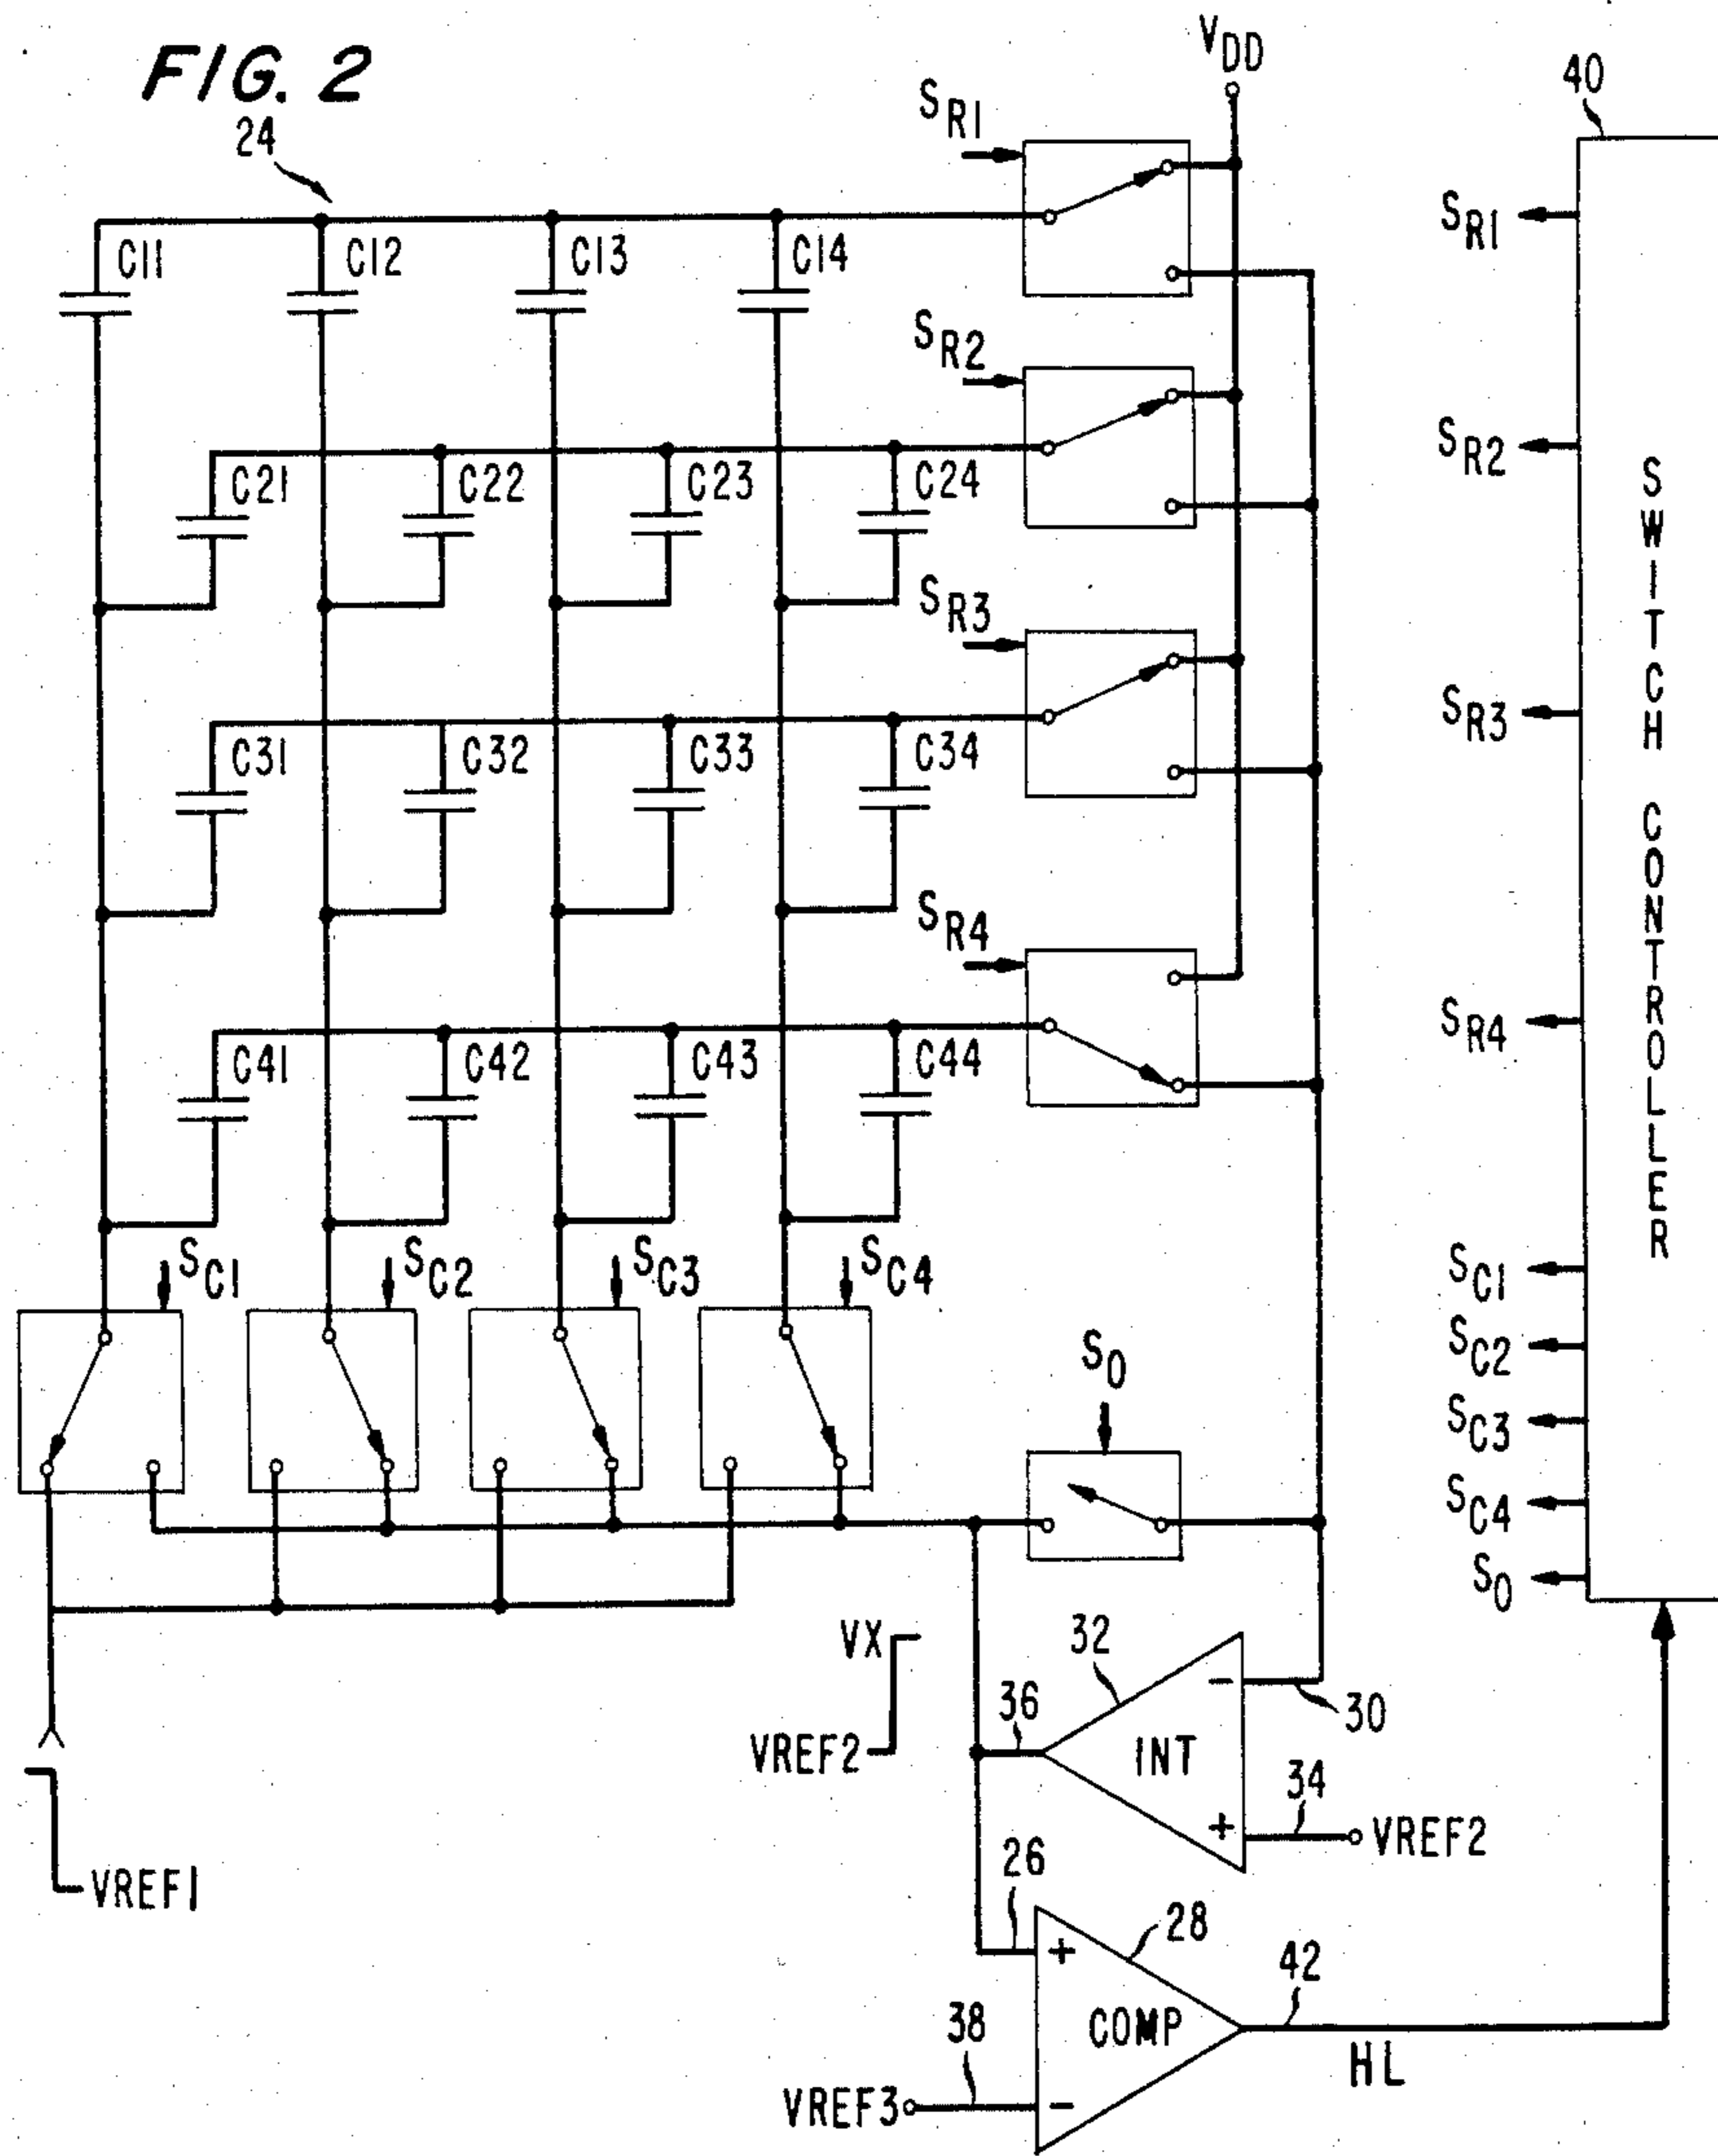 FIG. 2
24
VDD
40
SR1
SR1
C11 C12 C13 C14
SR2
SR2
C21 C22 C23 C24
SR3
SR3
C31 C32 C33 C34
SR4
SR4
C41 C42 C43 C44
SWITCH CONTROLLER
SC1 SC2 SC3 SC4
SC1
SC2
SC3
SC4
S0
S0
VX
VREF2
32
36
INT
−
+
30
34
VREF2
VREF1
26
28
COMP
+
−
38
VREF3
42
HL